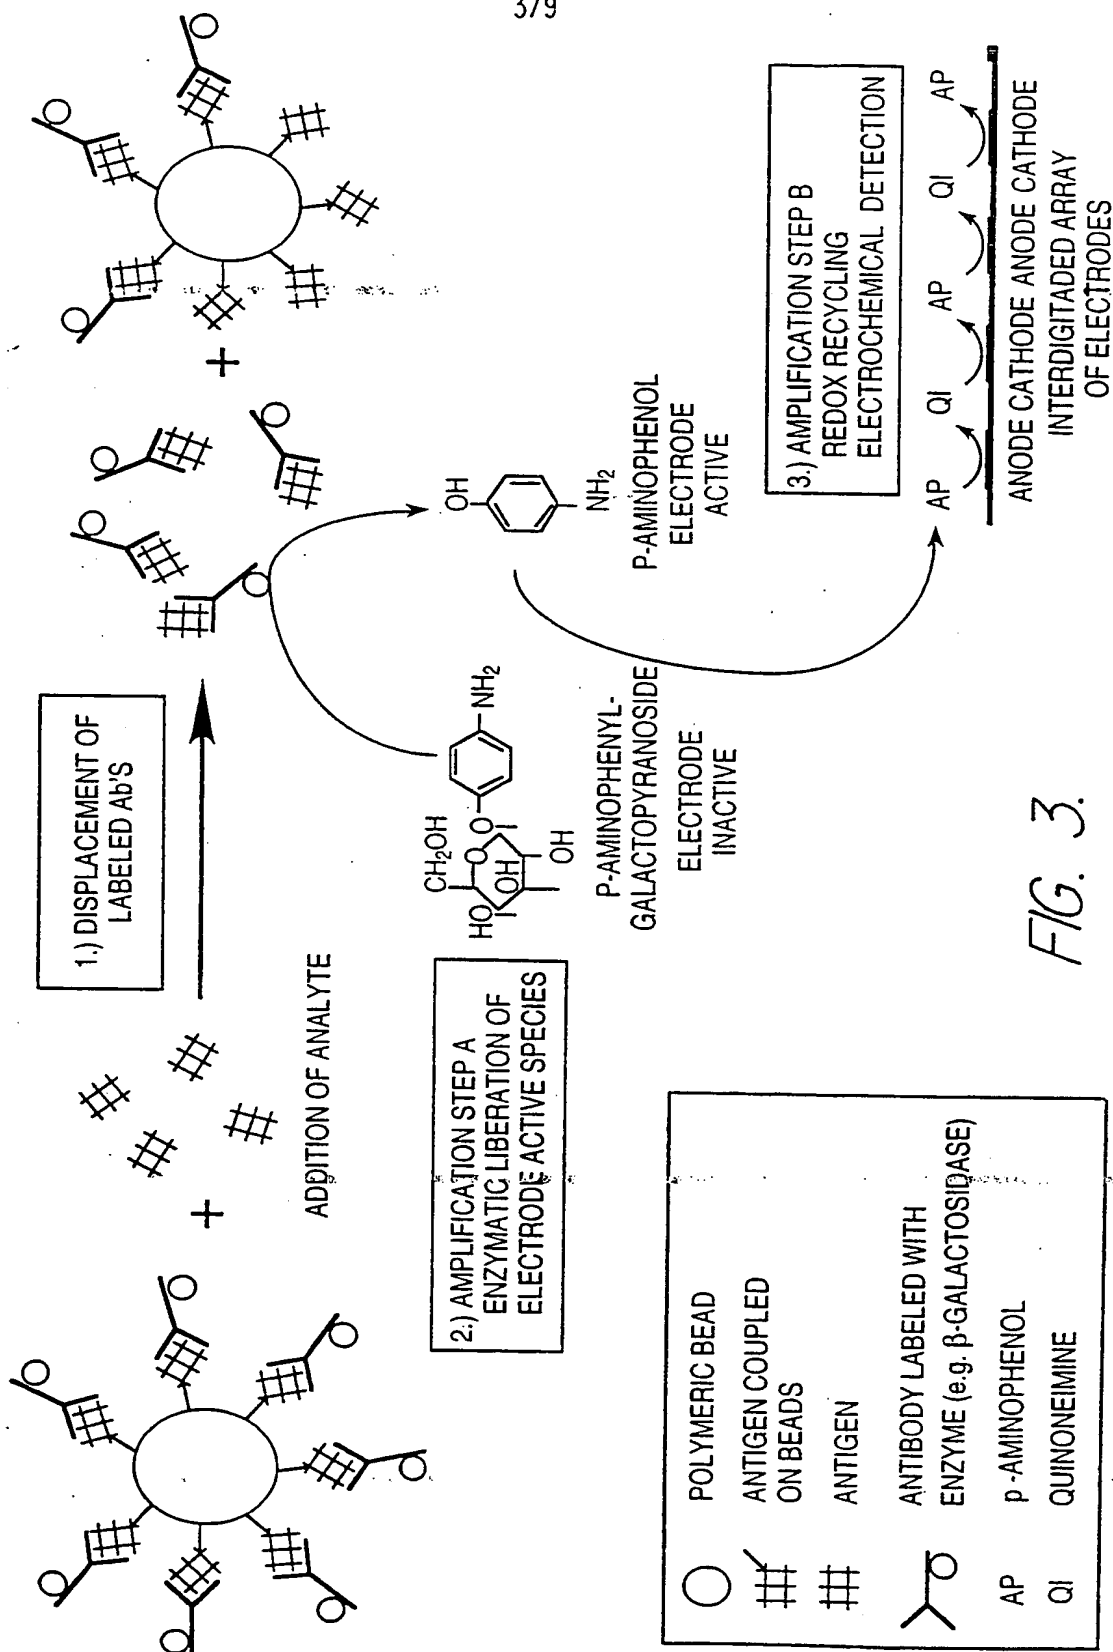 3/9
1.) DISPLACEMENT OF
LABELED Ab'S
ADDITION OF ANALYTE
+
+
2.) AMPLIFICATION STEP A
ENZYMATIC LIBERATION OF
ELECTRODE ACTIVE SPECIES
CH2OH
HO
O
OH
OH
O
NH2
P-AMINOPHENYL-
GALACTOPYRANOSIDE
ELECTRODE
INACTIVE
OH
NH2
P-AMINOPHENOL
ELECTRODE
ACTIVE
3.) AMPLIFICATION STEP B
REDOX RECYCLING
ELECTROCHEMICAL DETECTION
AP QI AP QI AP
ANODE CATHODE ANODE CATHODE
INTERDIGITADED ARRAY
OF ELECTRODES
POLYMERIC BEAD
ANTIGEN COUPLED
ON BEADS
ANTIGEN
ANTIBODY LABELED WITH
ENZYME (e.g. β-GALACTOSIDASE)
AP p-AMINOPHENOL
QI QUINONEIMINE
FIG. 3.